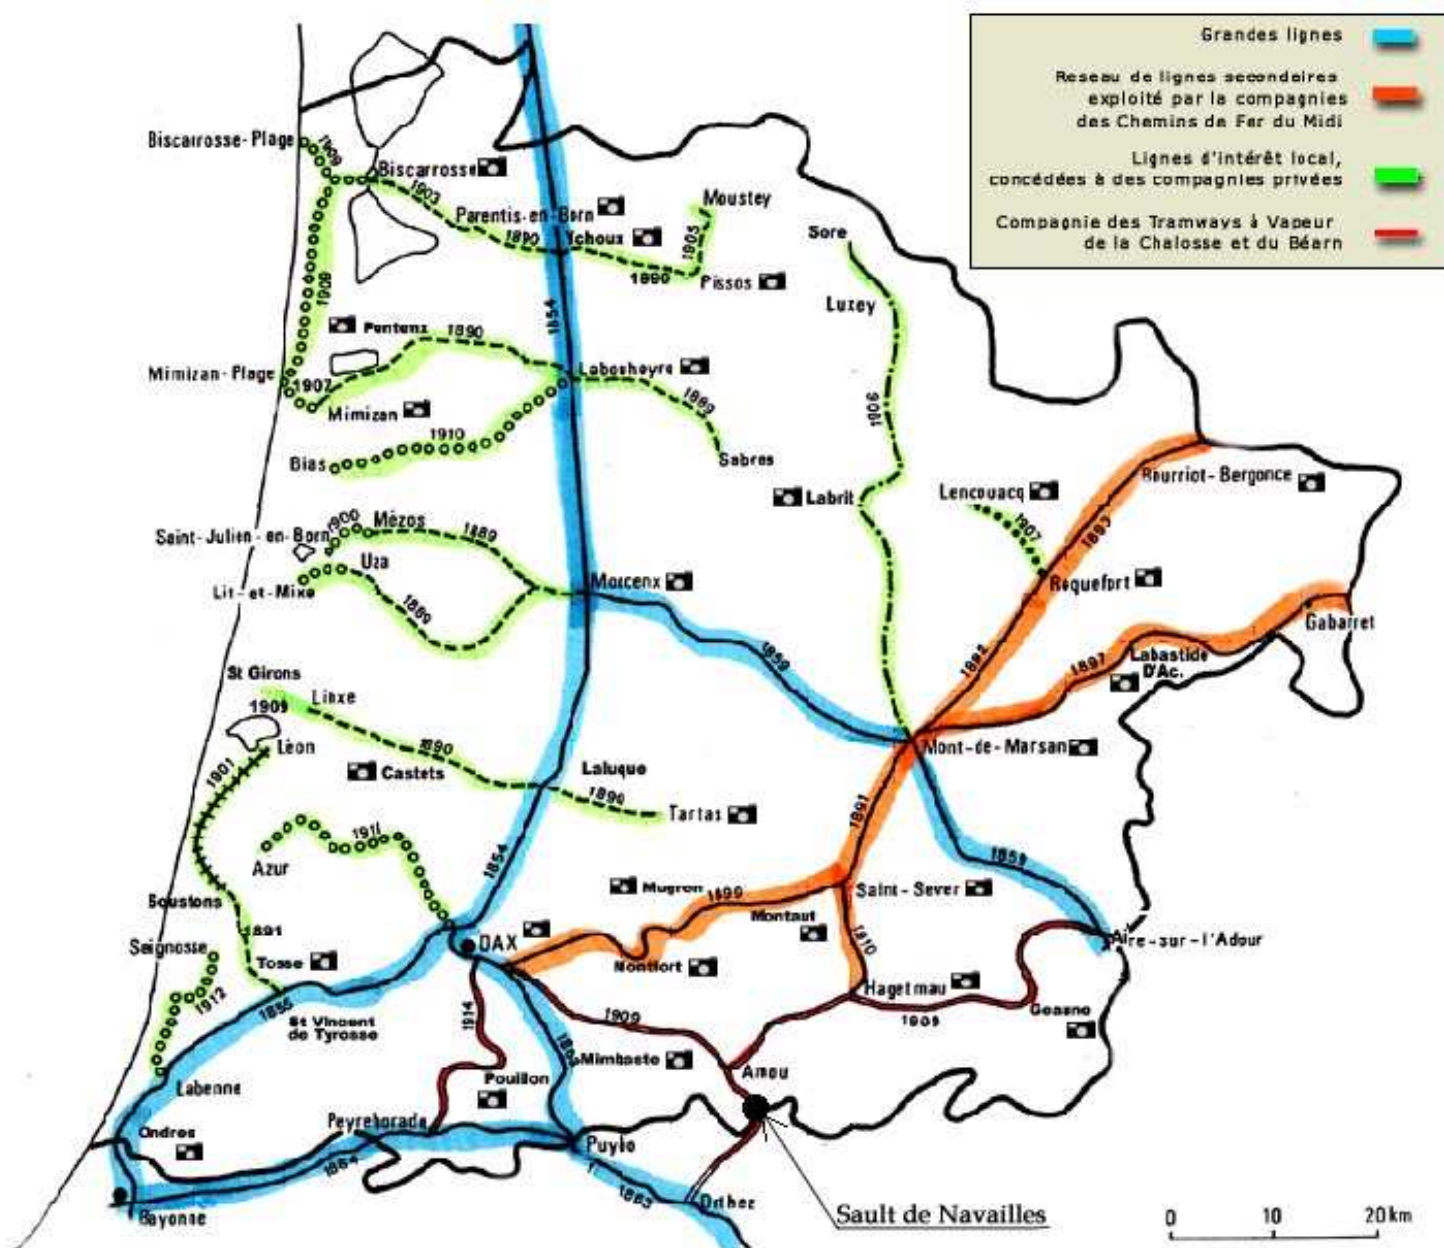 Grandes lignes
Reseau de lignes secondaires
exploité par la compagnies
des Chemins de Fer du Midi
Lignes d'intérêt local,
concédées à des compagnies privées
Compagnie des Tramways à Vapeur
de la Chalosse et du Béarn
Biscarrosse-Plage
1909
Biscarrosse
1903
Parentis-en-Born
Moustey
1890
Ychoux
1905
Sore
1890
Pissos
1909
1854
Luxey
Pontenx
1890
Mimizan-Plage
1907
Labouheyre
Mimizan
1889
1906
1910
Bias
Sabres
Bourriot-Bergonce
Labrit
Lencouacq
1907
1893
1900
Mézos
1889
Saint-Julien-en-Born
Uza
Lit-et-Mixe
1889
Morcenx
Roquefort
Gabarret
1859
1892
1897
Labastide
D'Ac.
St Girons
Linxe
1909
Léon
1890
Mont-de-Marsan
1901
Castets
Laluque
1890
Tartas
1891
1911
Azur
1854
1859
Mugron
1899
Saint-Sever
Soustons
Montaut
1891
Seignosse
DAX
1910
Aire-sur-l'Adour
Tosse
Montfort
Hagetmau
1912
1855
St Vincent
de Tyrosse
1914
1909
1909
Geaune
Mimbaste
Amou
Labenne
Pouillon
Peyrehorade
Ondres
Puyôo
1864
1863
Orthez
Bayonne
Sault de Navailles
0 10 20 km